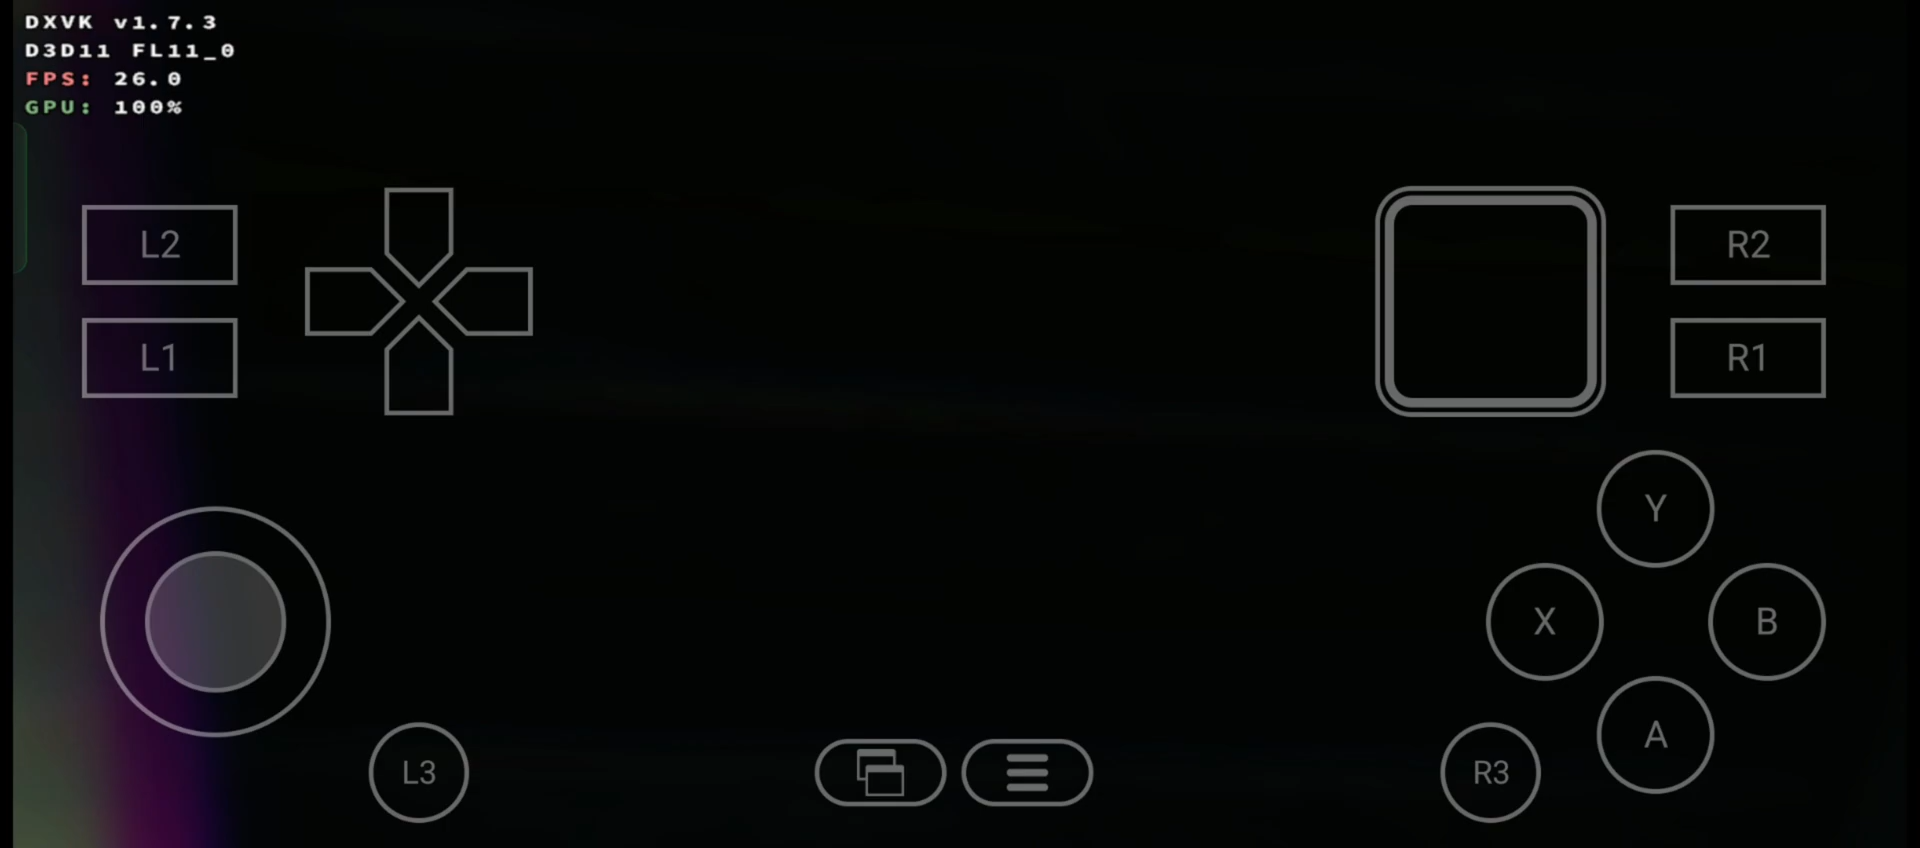 DXVK v1.7.3
D3D11 FL11_0
FPS: 26.0
GPU: 100%
L2
R2
L1
R1
Y
X
B
A
L3
R3